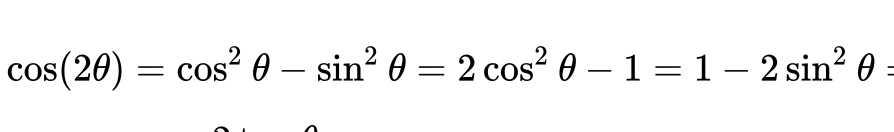 cos(2θ) = cos² θ − sin² θ = 2 cos² θ − 1 = 1 − 2 sin² θ =